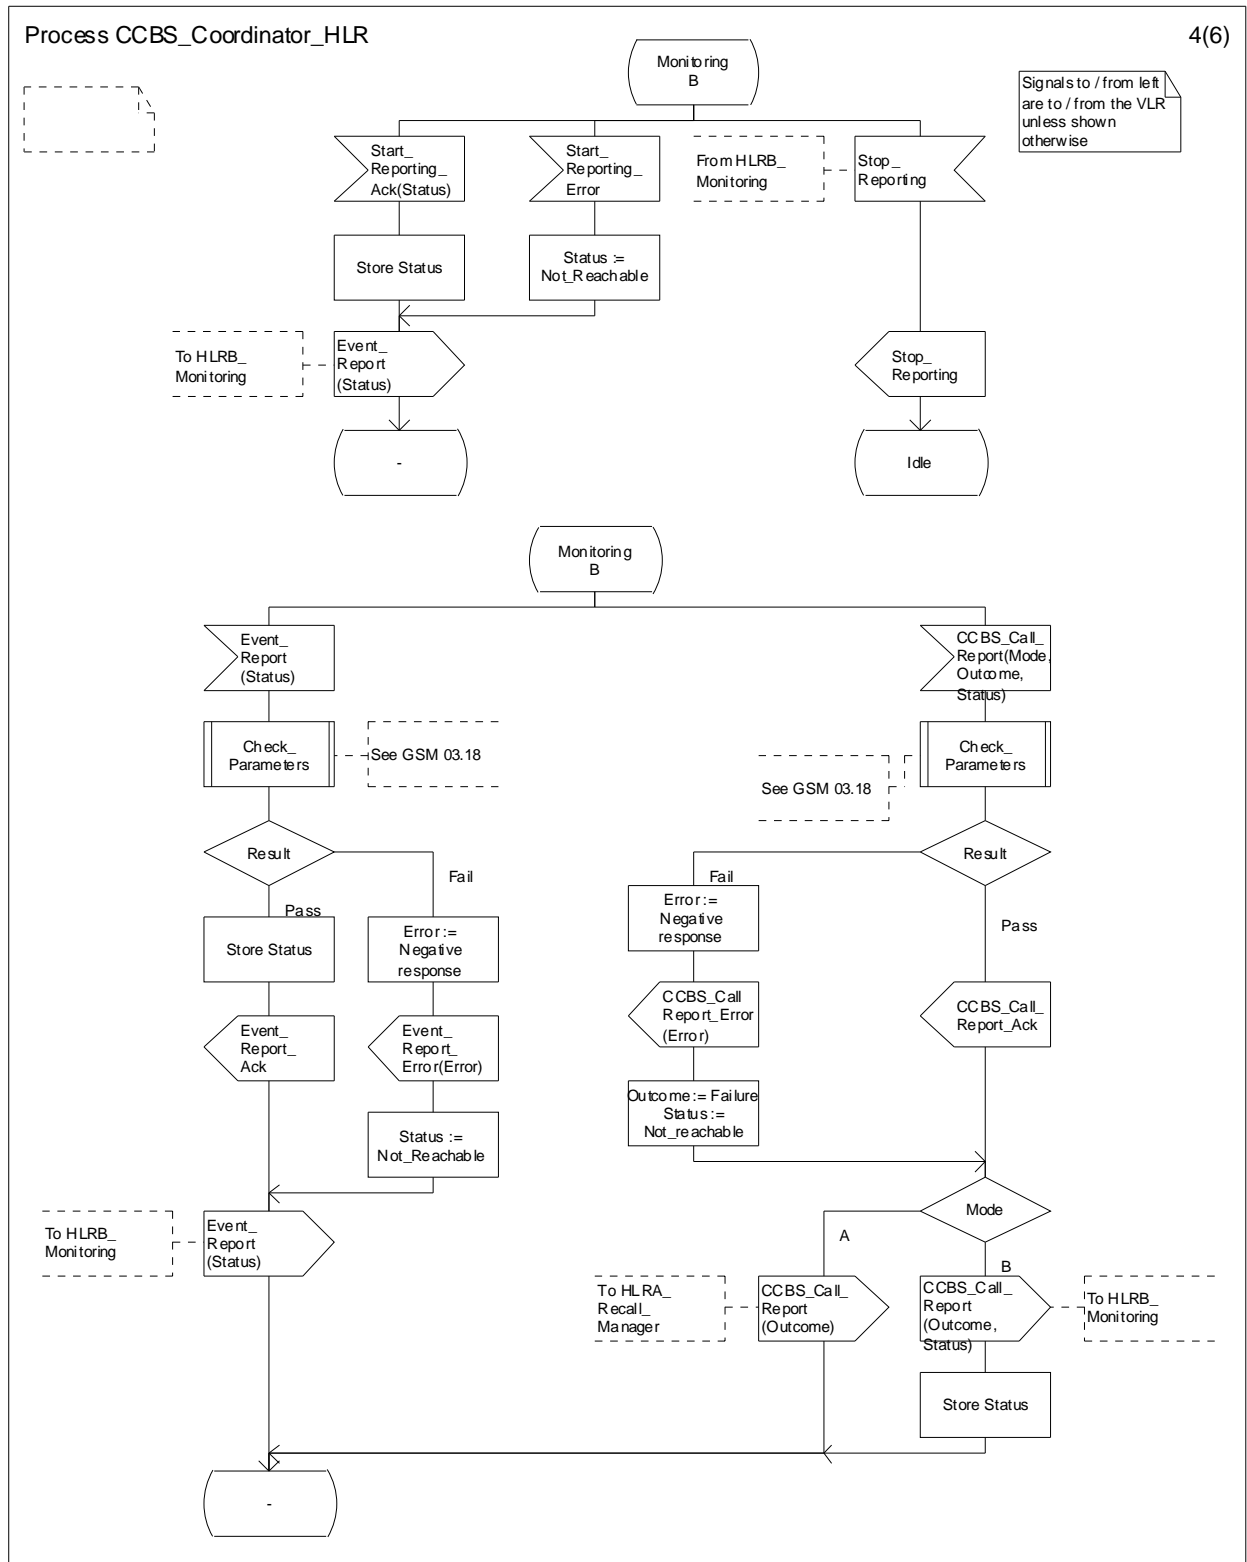 Process CCBS_Coordinator_HLR
4(6)
Monitoring
B
Signals to / from left
are to / from the VLR
unless shown
otherwise
Start_
Reporting_
Ack(Status)
Start_
Reporting_
Error
From HLRB_
Monitoring
Stop_
Reporting
Store Status
Status :=
Not_Reachable
To HLRB_
Monitoring
Event_
Report
(Status)
Stop_
Reporting
-
Idle
Monitoring
B
Event_
Report
(Status)
CCBS_Call_
Report(Mode,
Outcome,
Status)
Check_
Parameters
See GSM 03.18
See GSM 03.18
Check_
Parameters
Result
Result
Fail
Fail
Pass
Pass
Store Status
Error :=
Negative
response
Error :=
Negative
response
Event_
Report_
Ack
Event_
Report_
Error(Error)
CCBS_Call
Report_Error
(Error)
CCBS_Call_
Report_Ack
Status :=
Not_Reachable
Outcome := Failure
Status :=
Not_reachable
To HLRB_
Monitoring
Event_
Report
(Status)
Mode
A
B
To HLRA_
Recall_
Manager
CCBS_Call_
Report
(Outcome)
CCBS_Call_
Report
(Outcome,
Status)
To HLRB_
Monitoring
Store Status
-